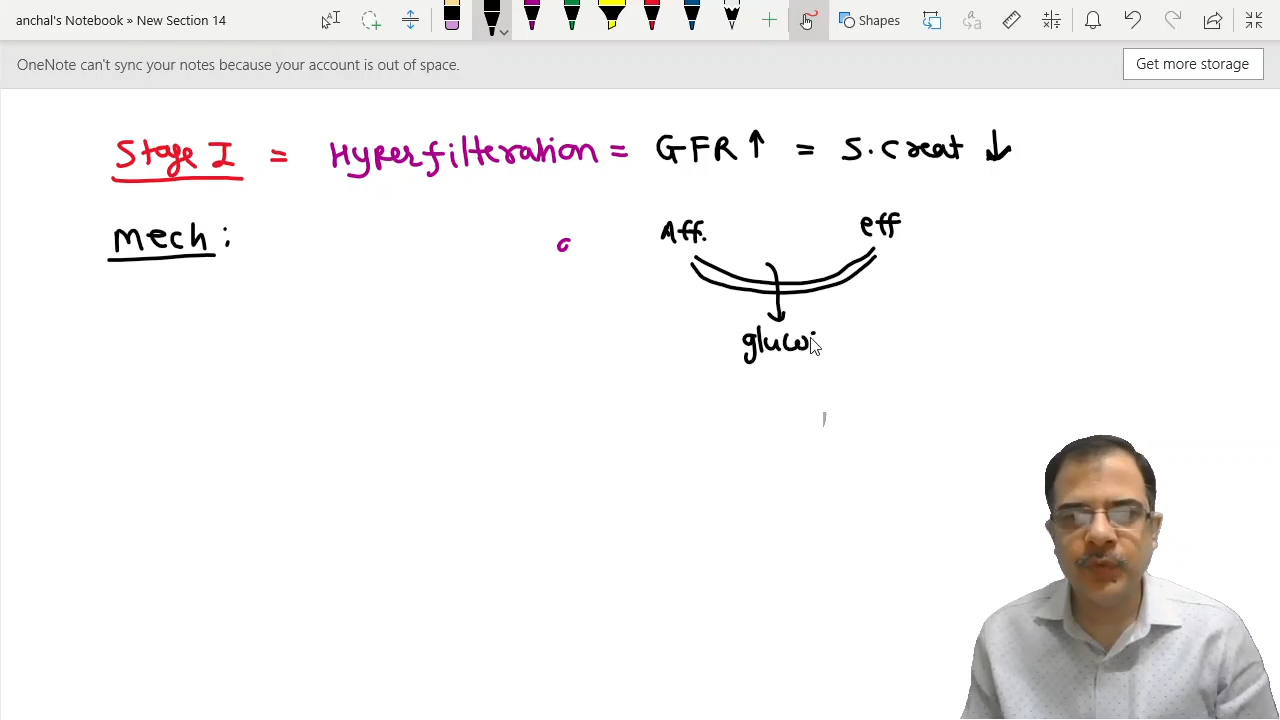 anchal's Notebook » New Section 14
Shapes
OneNote can't sync your notes because your account is out of space.
Get more storage
Stage I = Hyperfilteration = GFR ↑ = S. Creat ↓
Mech :
Aff. eff